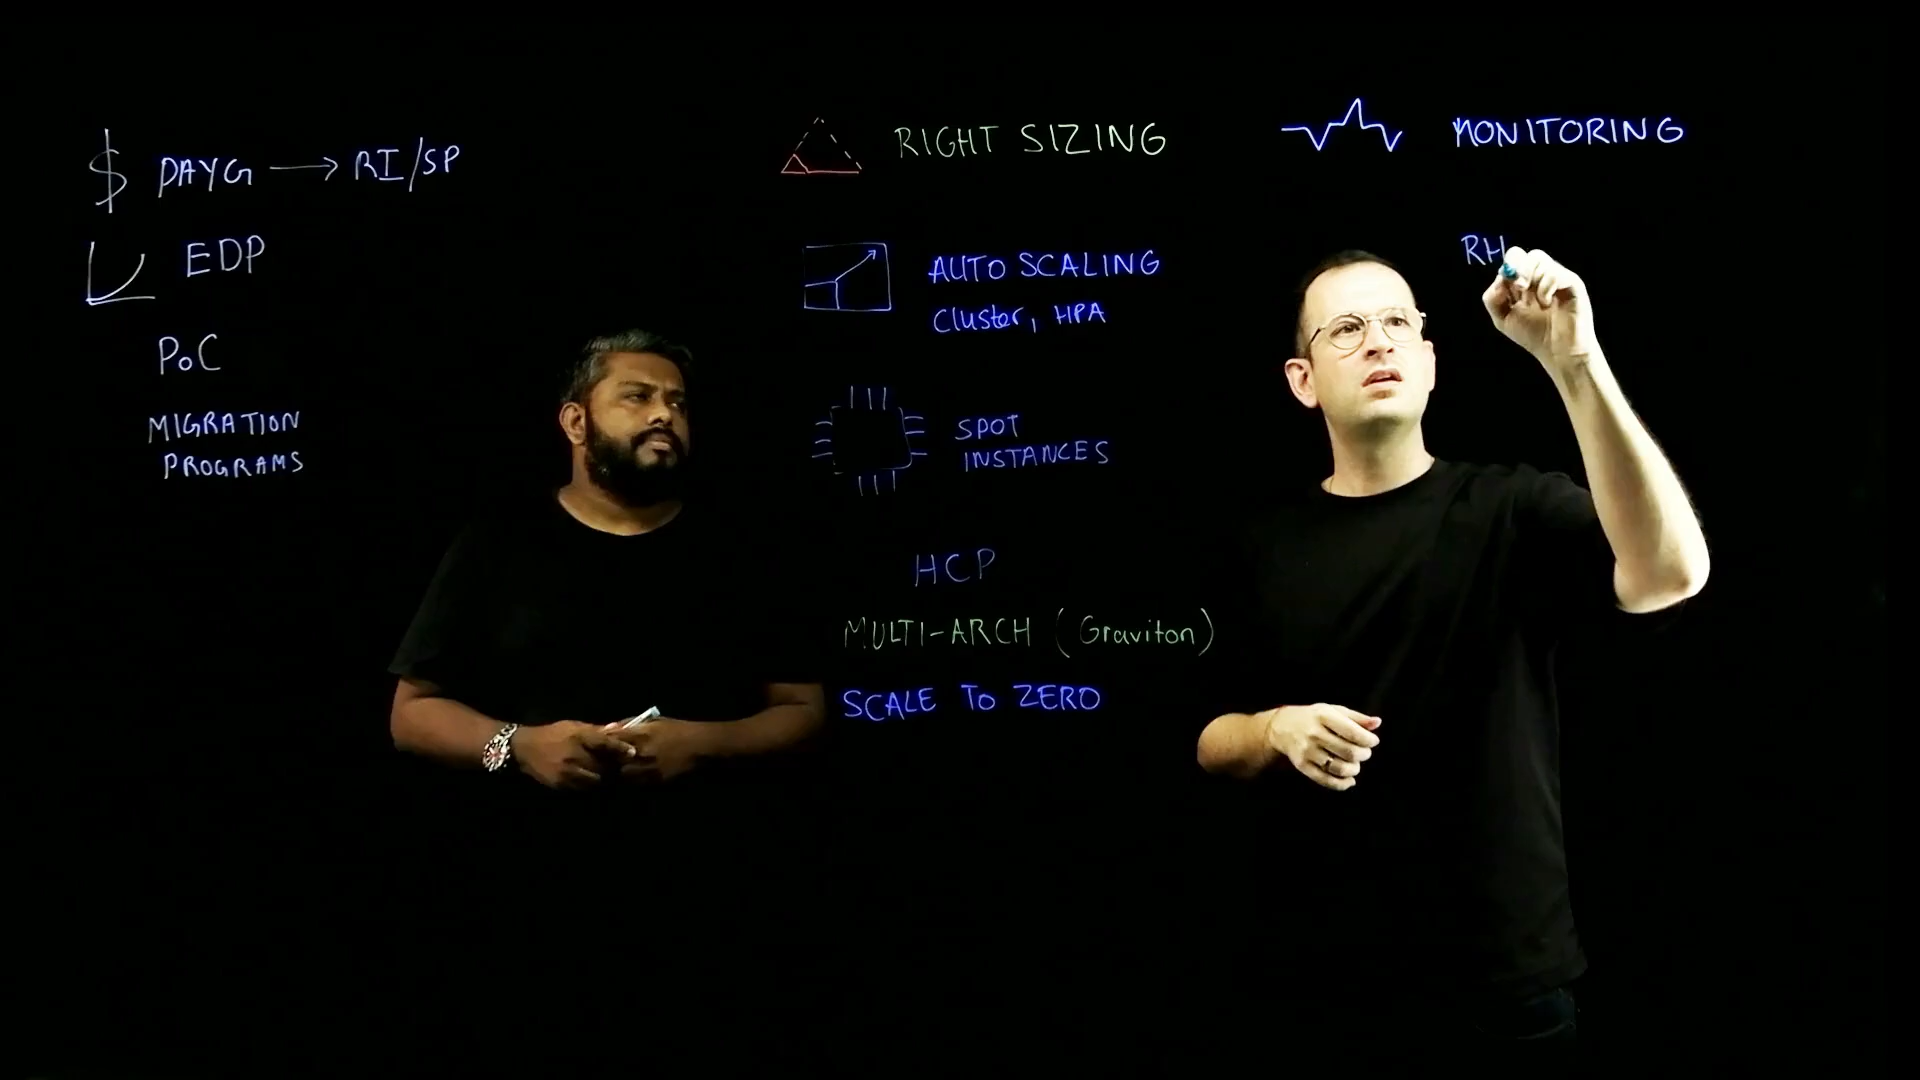 $ PAYG → RI/SP
EDP
PoC
MIGRATION
PROGRAMS
RIGHT SIZING
AUTO SCALING
Cluster, HPA
SPOT
INSTANCES
HCP
MULTI-ARCH (Graviton)
SCALE TO ZERO
MONITORING
RH